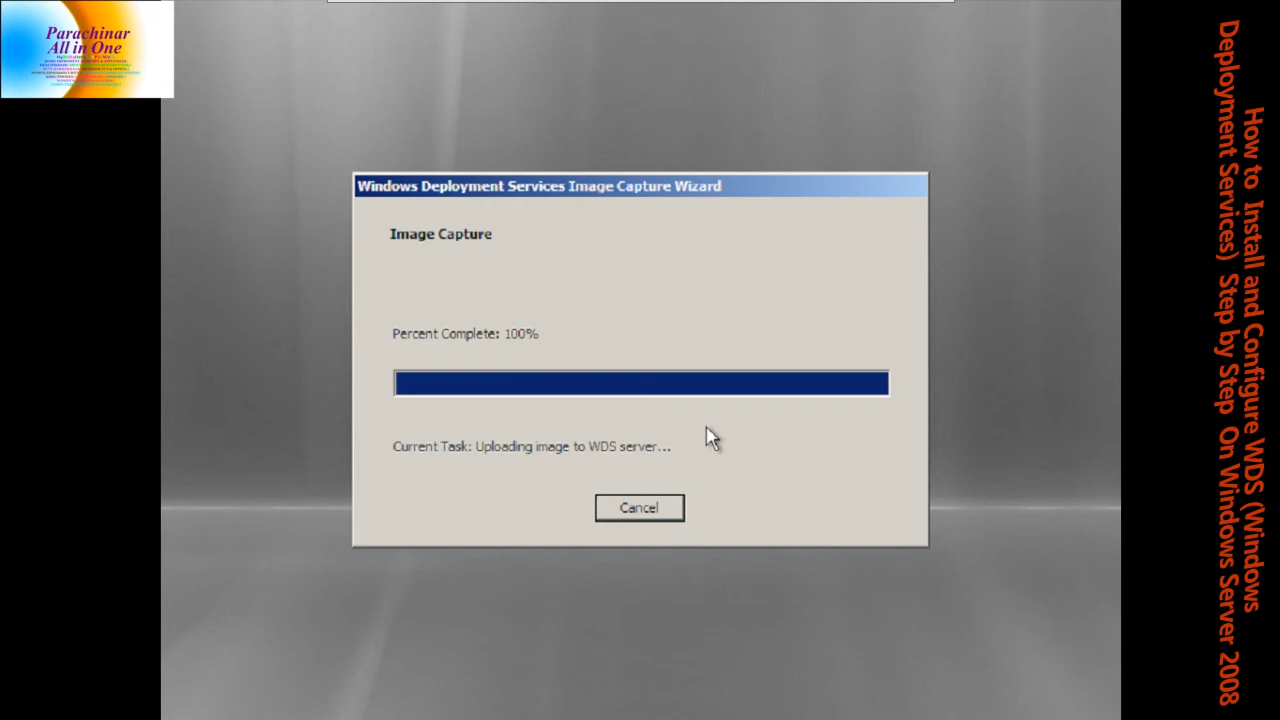 Parachinar
All in One
Windows Deployment Services Image Capture Wizard
Image Capture
Percent Complete: 100%
Current Task: Uploading image to WDS server...
Cancel
How to Install and Configure WDS (Windows
Deployment Services) Step by Step On Windows Server 2008